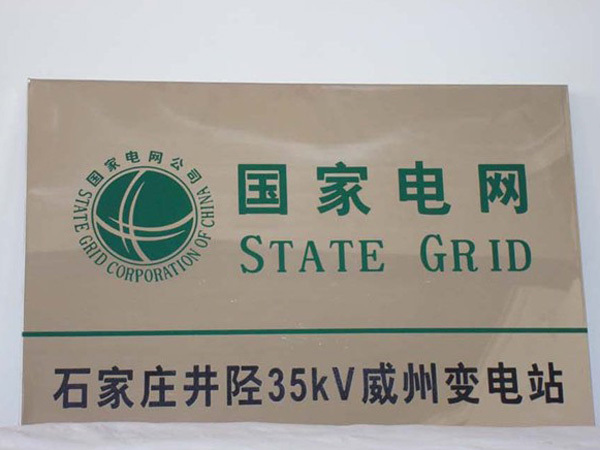 国家电网公司
STATE GRID CORPORATION OF CHINA
国家电网
STATE GRID
石家庄井陉35kV威州变电站